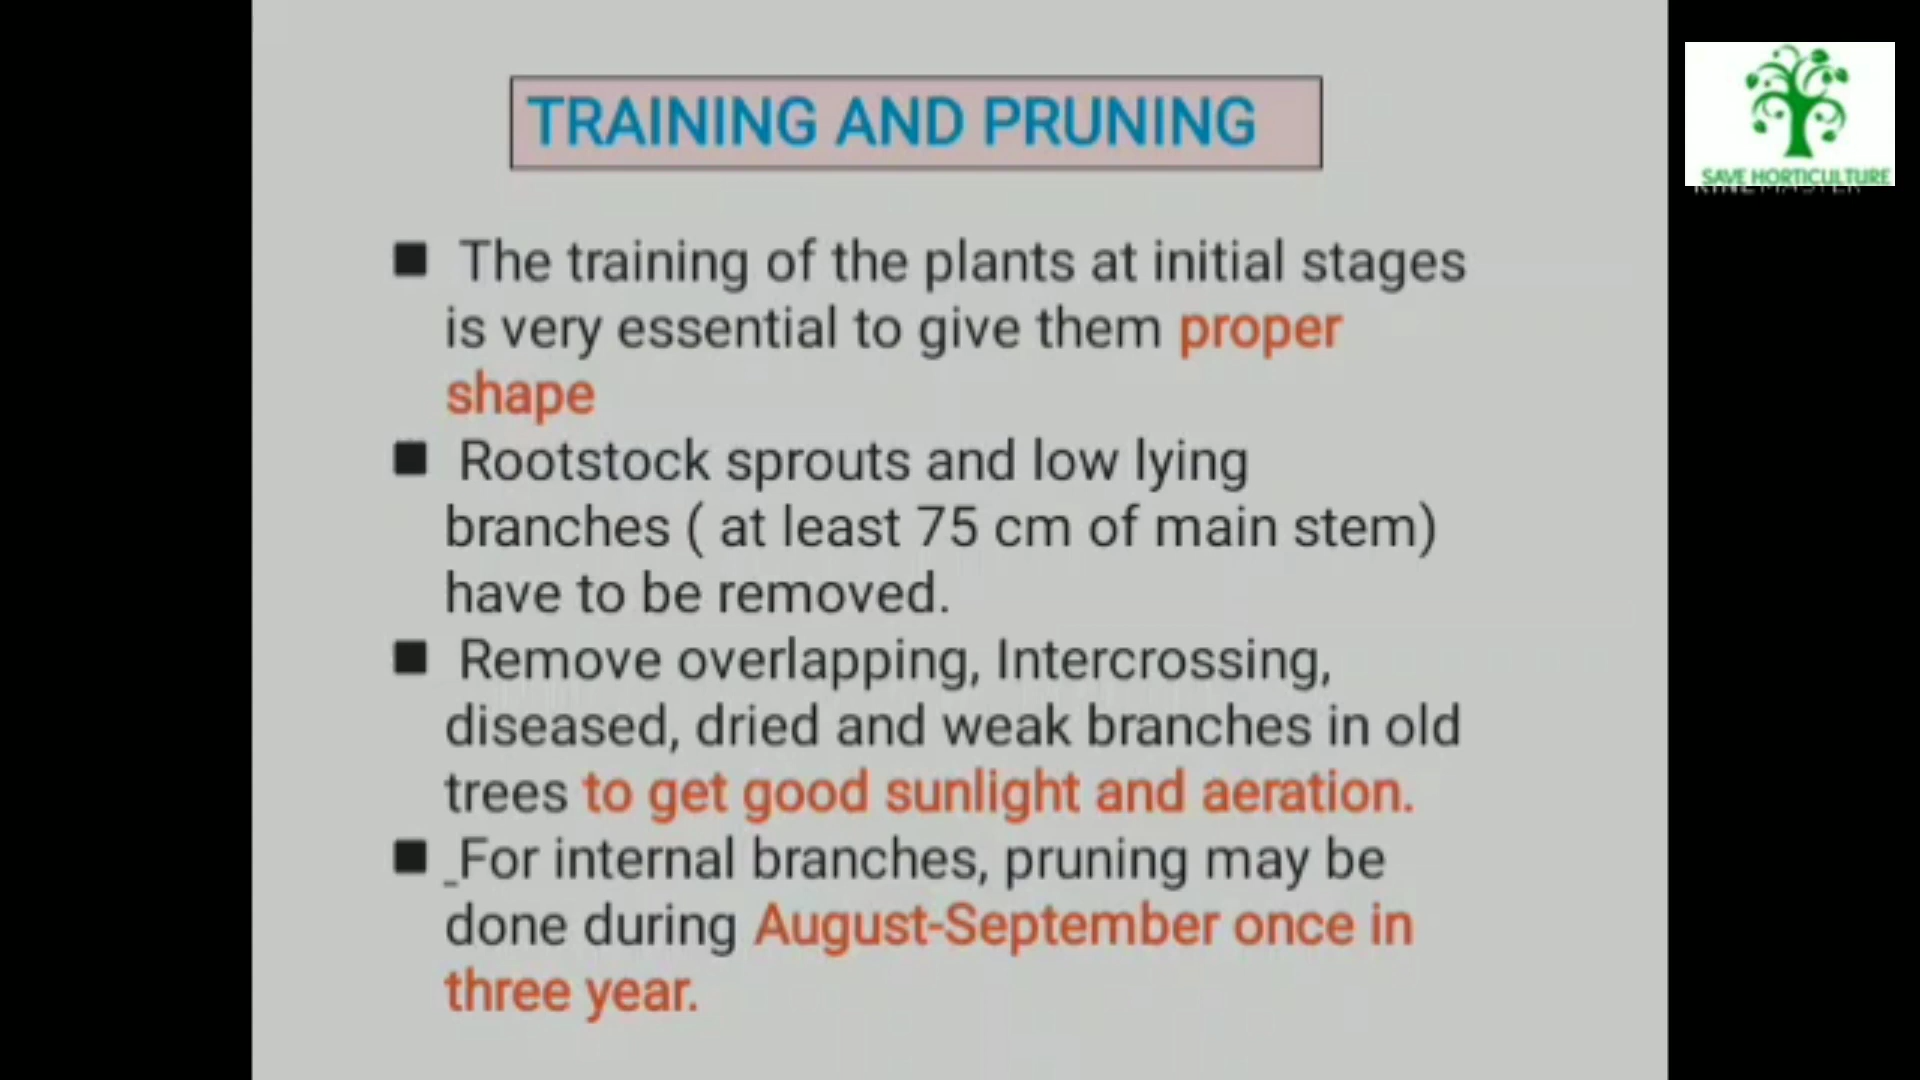 TRAINING AND PRUNING
SAVE HORTICULTURE
■ The training of the plants at initial stages
is very essential to give them proper
shape
■ Rootstock sprouts and low lying
branches ( at least 75 cm of main stem)
have to be removed.
■ Remove overlapping, Intercrossing,
diseased, dried and weak branches in old
trees to get good sunlight and aeration.
■ _For internal branches, pruning may be
done during August-September once in
three year.